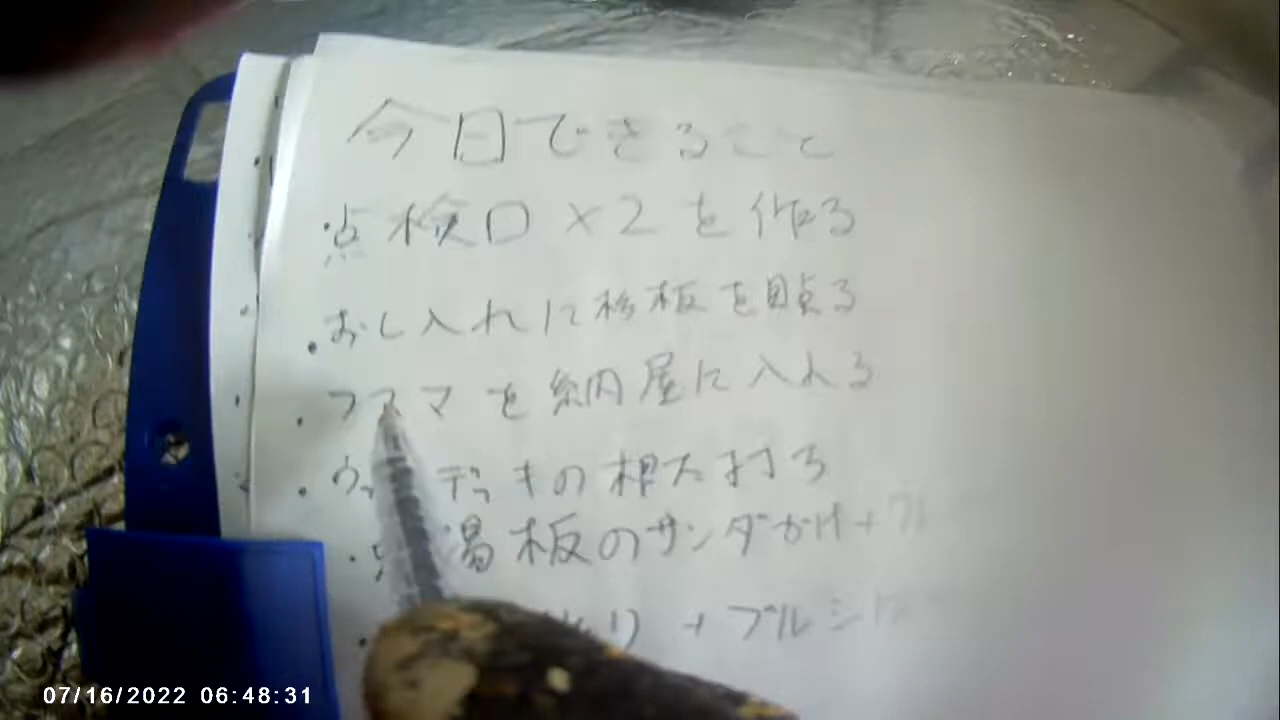 今日できること
点検口×2を作る
・おし入れに杉板を貼る
・フスマを納屋に入れる
・ウッデッキの根太打ち
・湯板のサンダがけ+
・り+ブルシ
07/16/2022 06:48:31